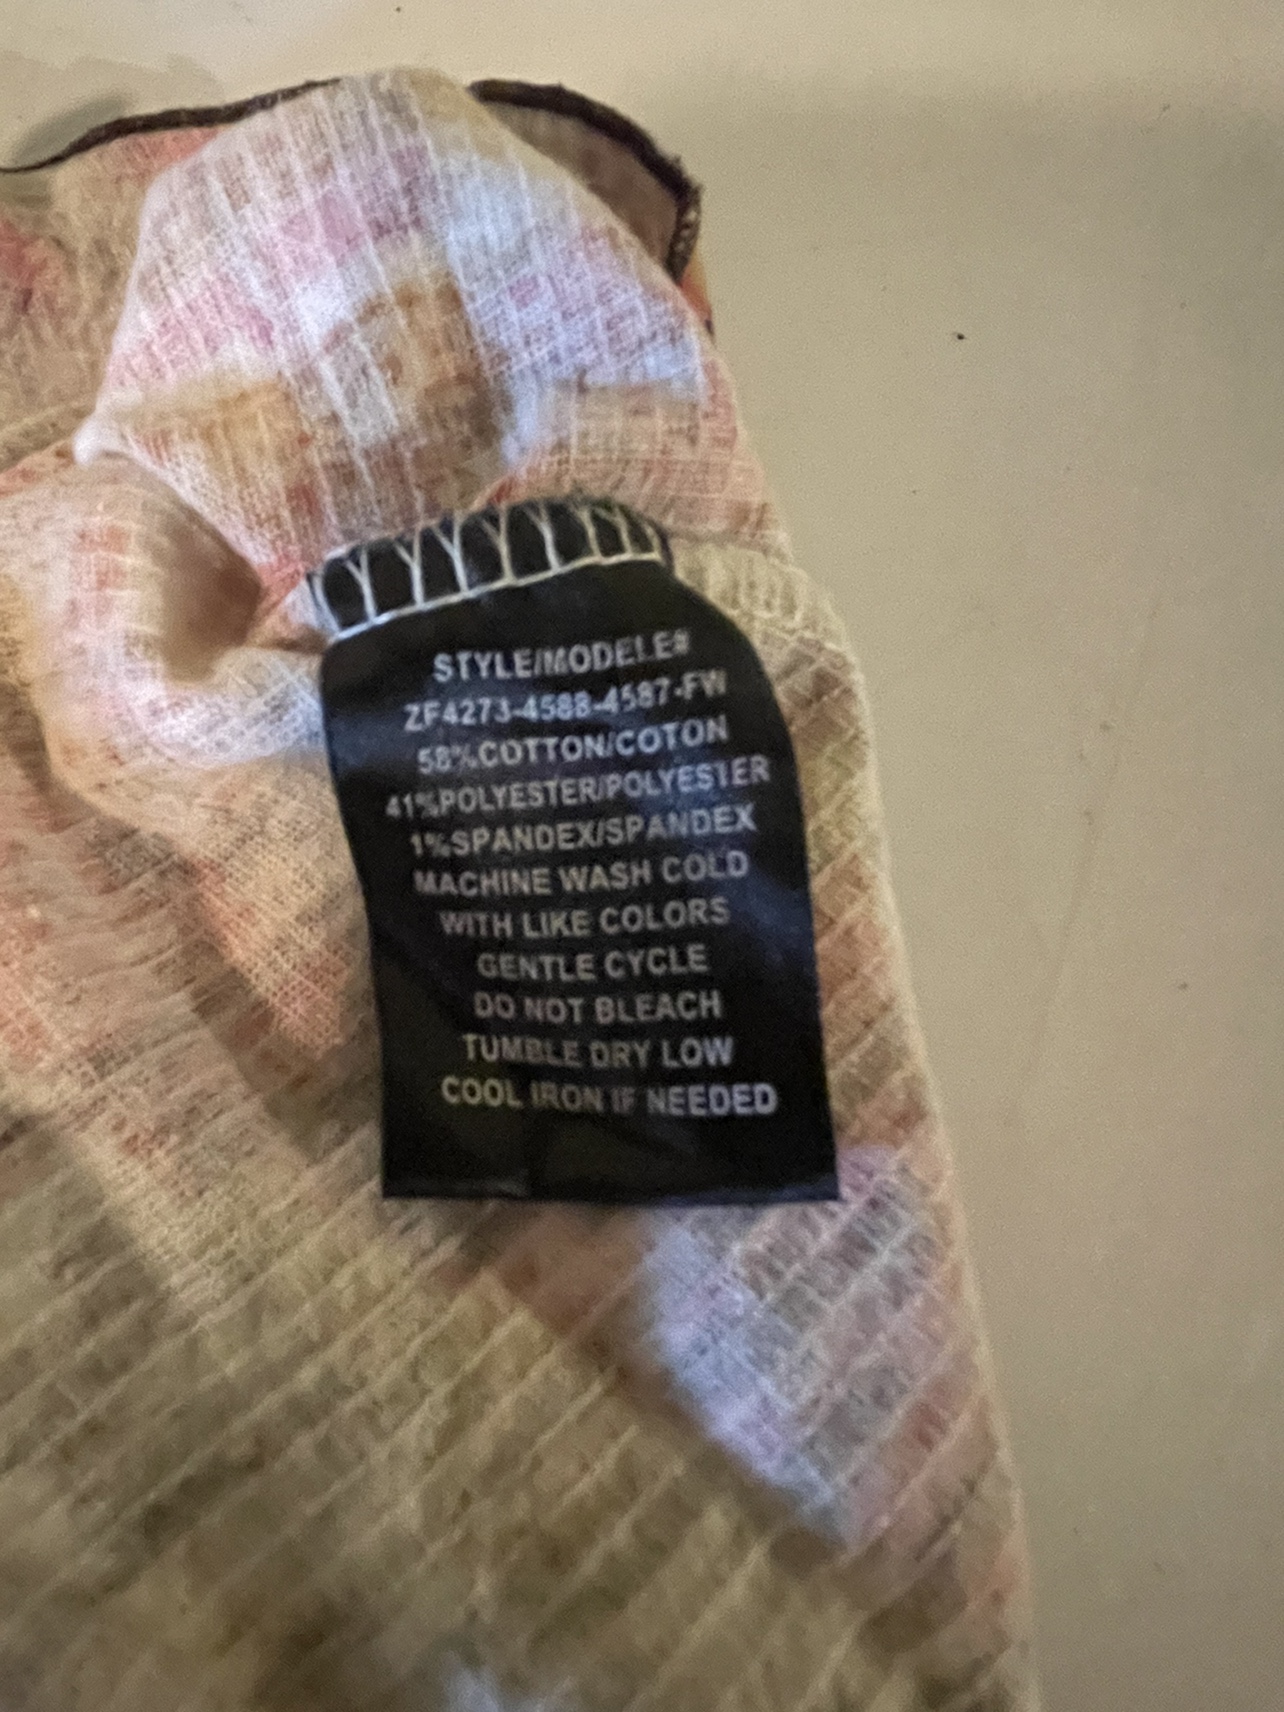 STYLE/MODELE#
ZF4273-4588-4587-FW
58%COTTON/COTON
41%POLYESTER/POLYESTER
1%SPANDEX/SPANDEX
MACHINE WASH COLD
WITH LIKE COLORS
GENTLE CYCLE
DO NOT BLEACH
TUMBLE DRY LOW
COOL IRON IF NEEDED